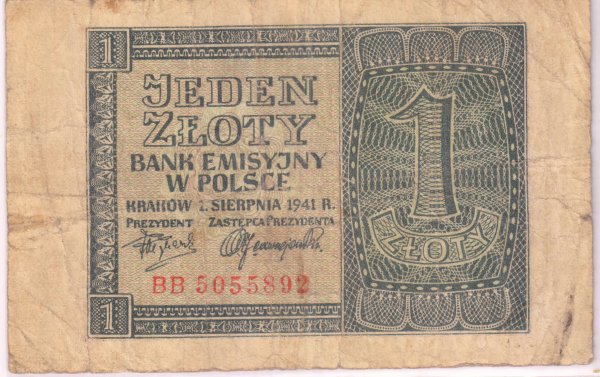 1
JEDEN
ZŁOTY
BANK EMISYJNY
W POLSCE
KRAKÓW 1. SIERPNIA 1941 R.
PREZYDENT ZASTĘPCA PREZYDENTA
BB 5055892
1
1
ZŁOTY